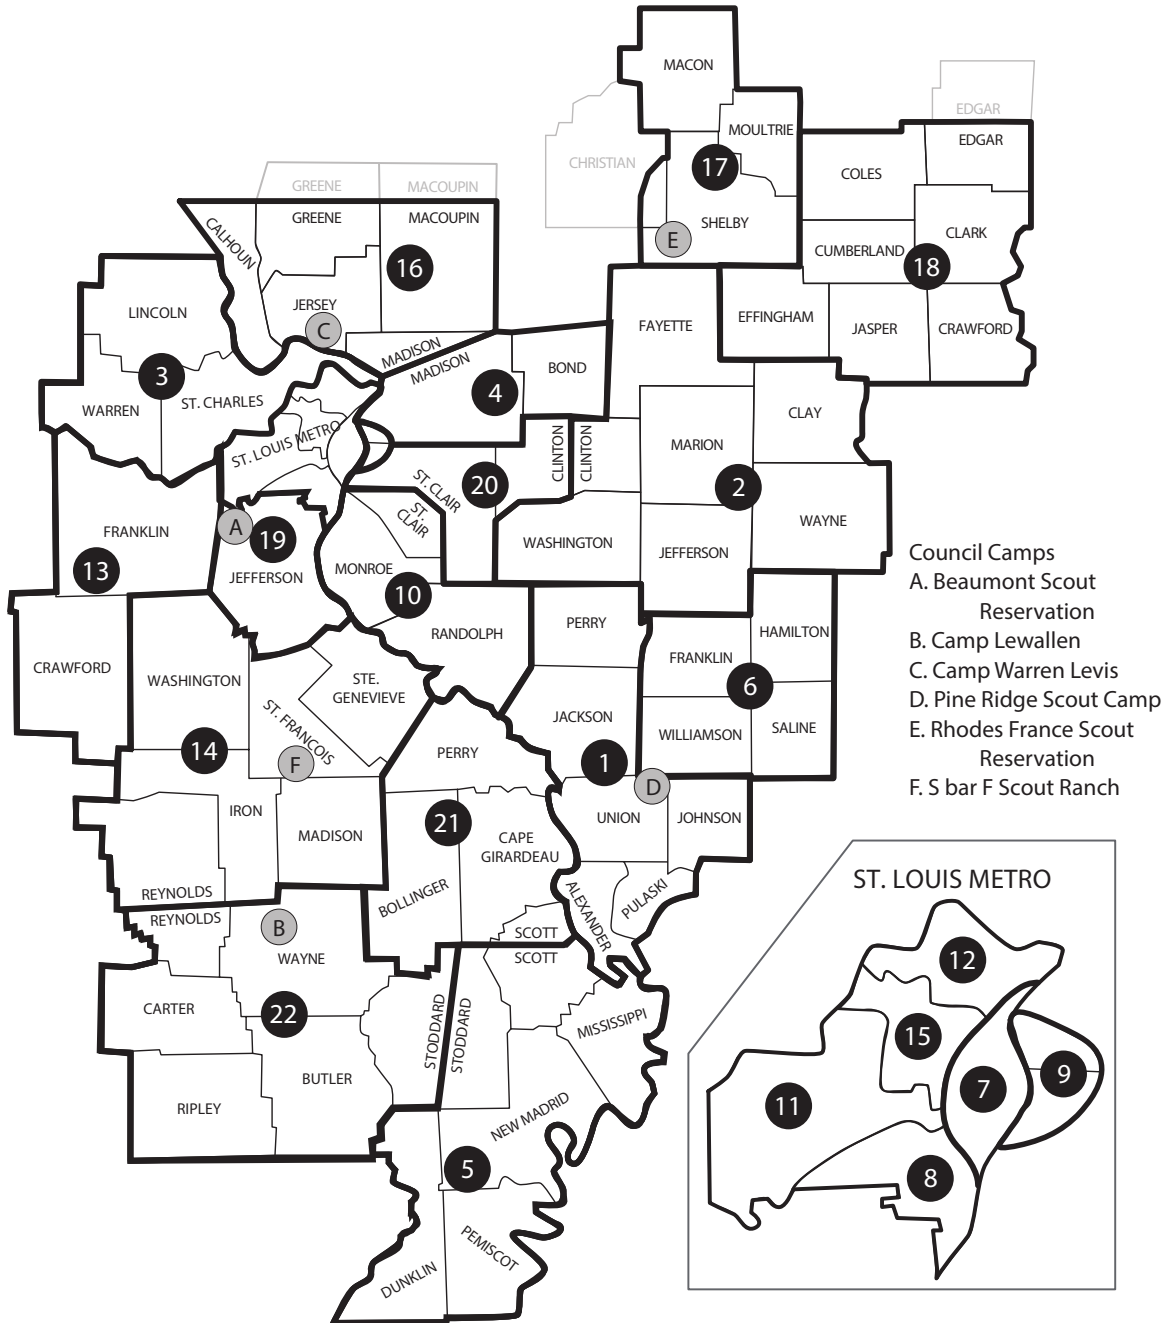 MACON
EDGAR
MOULTRIE
EDGAR
CHRISTIAN
17
COLES
GREENE
MACOUPIN
GREENE
MACOUPIN
SHELBY
CLARK
CALHOUN
E
CUMBERLAND
18
16
LINCOLN
JERSEY
C
FAYETTE
EFFINGHAM
JASPER
CRAWFORD
MADISON
MADISON
BOND
3
4
WARREN
ST. CHARLES
CLAY
ST. LOUIS METRO
CLINTON
CLINTON
MARION
ST. CLAIR
20
2
ST.
CLAIR
A
19
FRANKLIN
WASHINGTON
WAYNE
JEFFERSON
13
JEFFERSON
MONROE
10
PERRY
RANDOLPH
HAMILTON
CRAWFORD
WASHINGTON
STE.
GENEVIEVE
FRANKLIN
6
ST. FRANCOIS
JACKSON
WILLIAMSON
SALINE
14
F
PERRY
1
D
IRON
MADISON
21
CAPE
GIRARDEAU
UNION
JOHNSON
REYNOLDS
REYNOLDS
BOLLINGER
ALEXANDER
PULASKI
B
WAYNE
SCOTT
SCOTT
CARTER
22
STODDARD
STODDARD
MISSISSIPPI
BUTLER
RIPLEY
NEW MADRID
5
PEMISCOT
DUNKLIN
Council Camps
A. Beaumont Scout
Reservation
B. Camp Lewallen
C. Camp Warren Levis
D. Pine Ridge Scout Camp
E. Rhodes France Scout
Reservation
F. S bar F Scout Ranch
ST. LOUIS METRO
12
15
7
9
11
8